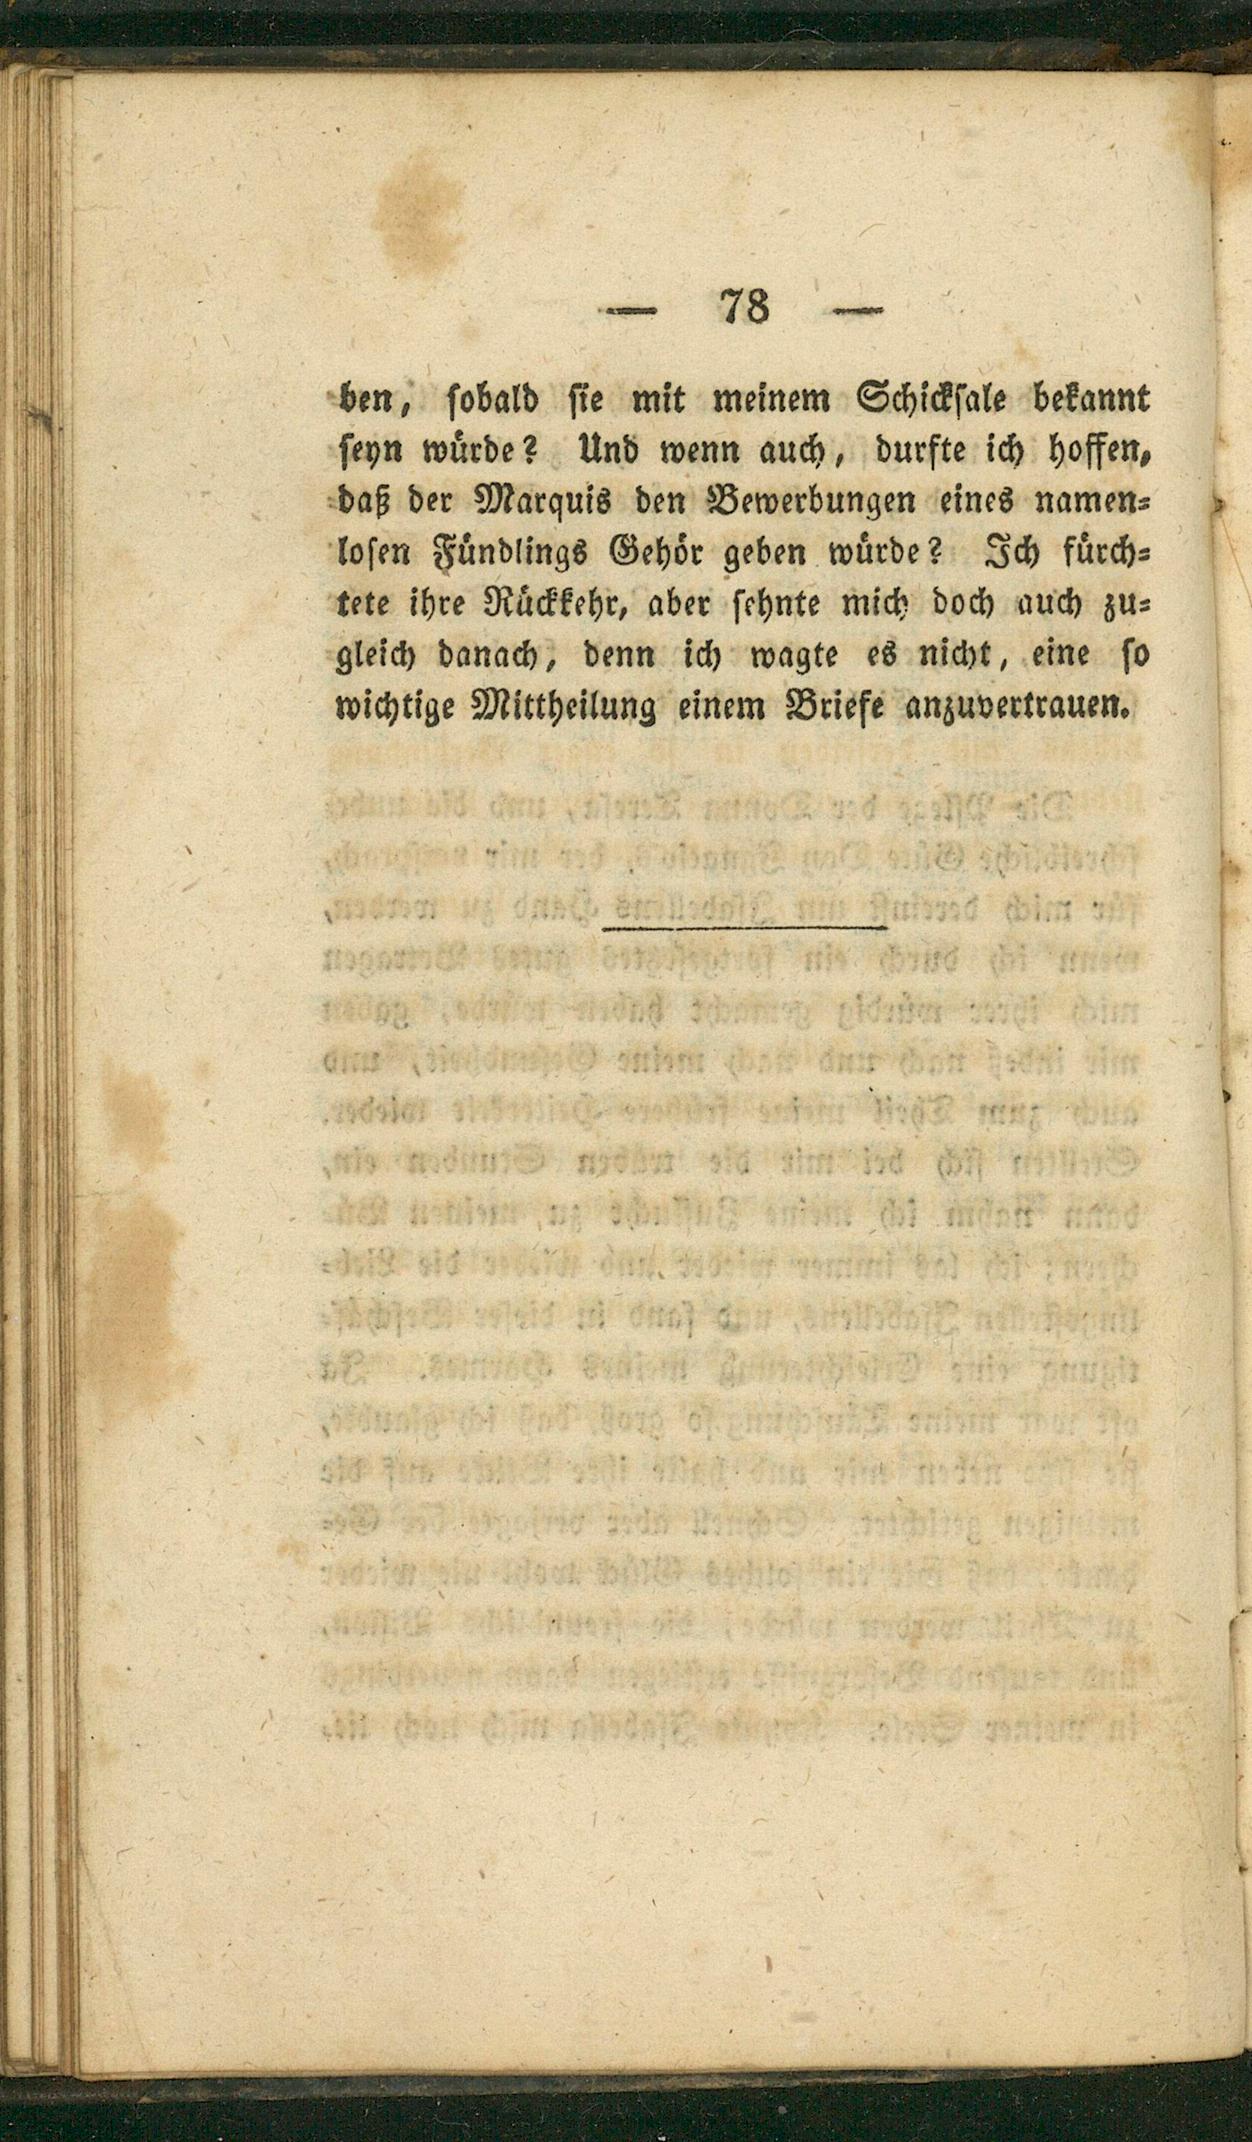 — 78 —
ben, sobald sie mit meinem Schicksale bekannt
seyn würde? Und wenn auch, durfte ich hoffen,
daß der Marquis den Bewerbungen eines namen-
losen Fündlings Gehör geben würde? Ich fürch-
tete ihre Rückkehr, aber sehnte mich doch auch zu-
gleich danach, denn ich wagte es nicht, eine so
wichtige Mittheilung einem Briefe anzuvertrauen.